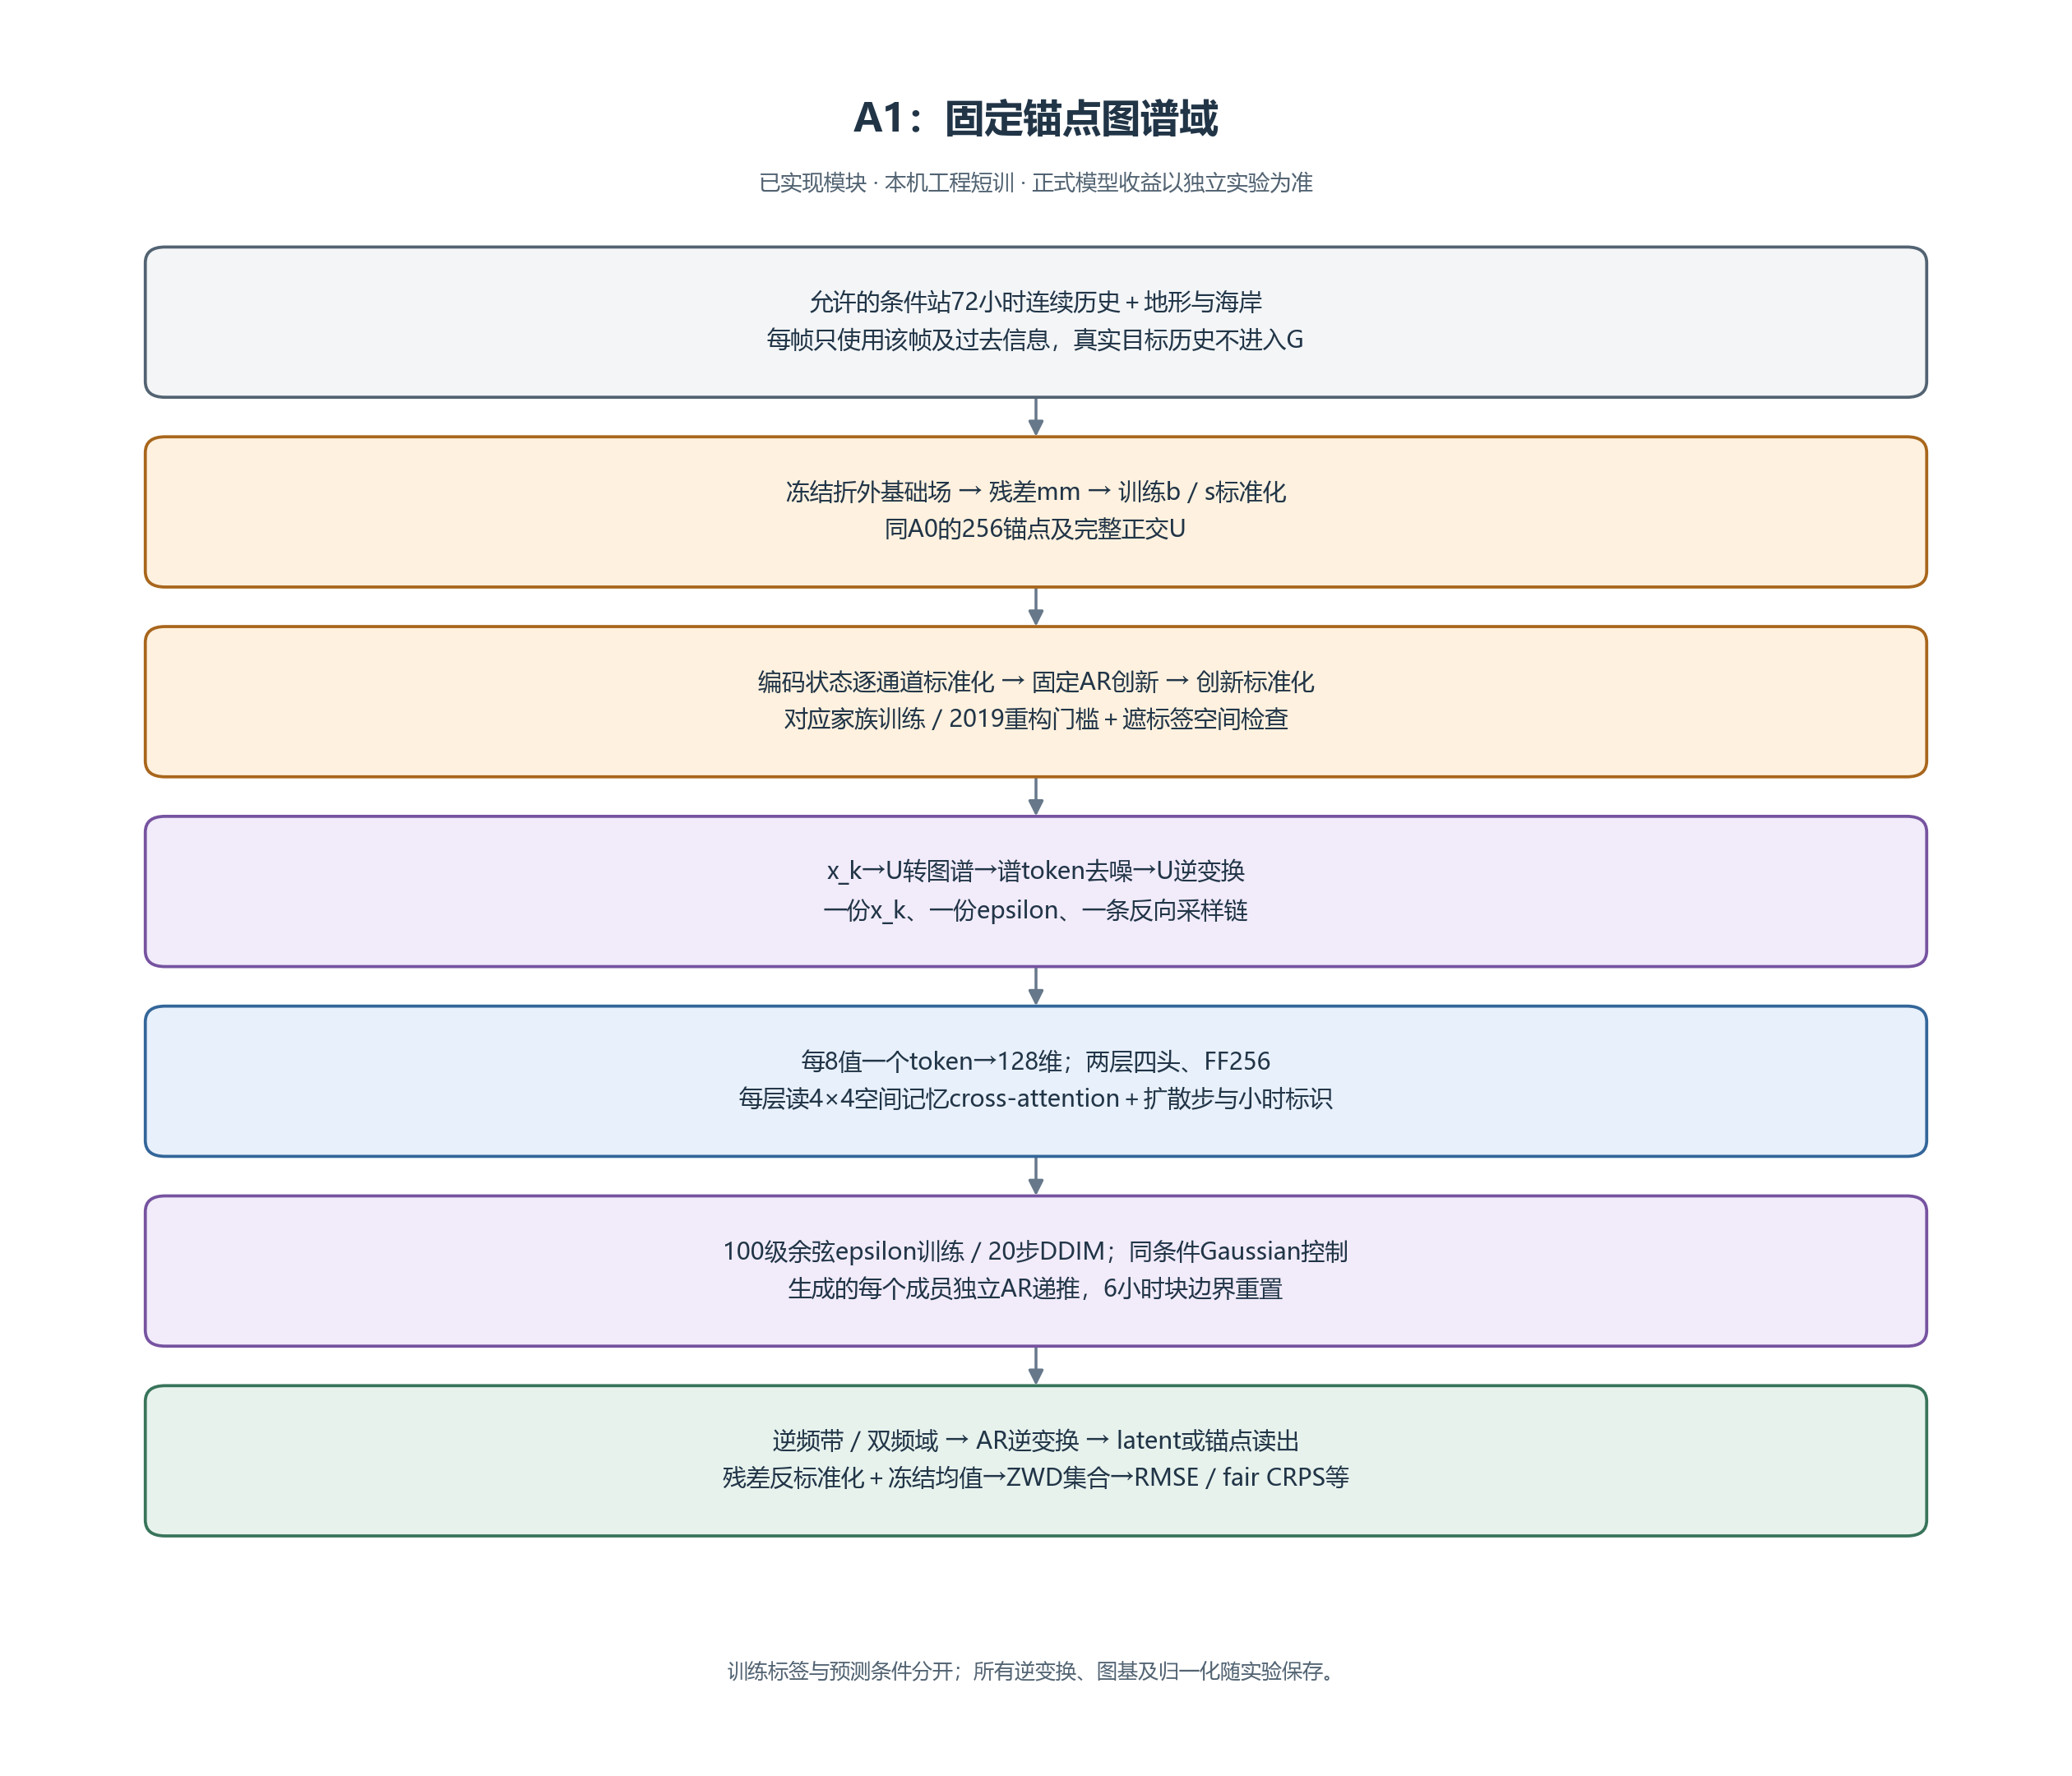 A1：固定锚点图谱域
已实现模块 · 本机工程短训 · 正式模型收益以独立实验为准
允许的条件站72小时连续历史＋地形与海岸
每帧只使用该帧及过去信息，真实目标历史不进入G
冻结折外基础场 → 残差mm → 训练b / s标准化
同A0的256锚点及完整正交U
编码状态逐通道标准化 → 固定AR创新 → 创新标准化
对应家族训练 / 2019重构门槛＋遮标签空间检查
x_k→U转图谱→谱token去噪→U逆变换
一份x_k、一份epsilon、一条反向采样链
每8值一个token→128维；两层四头、FF256
每层读4×4空间记忆cross-attention＋扩散步与小时标识
100级余弦epsilon训练 / 20步DDIM；同条件Gaussian控制
生成的每个成员独立AR递推，6小时块边界重置
逆频带 / 双频域 → AR逆变换 → latent或锚点读出
残差反标准化＋冻结均值→ZWD集合→RMSE / fair CRPS等
训练标签与预测条件分开；所有逆变换、图基及归一化随实验保存。